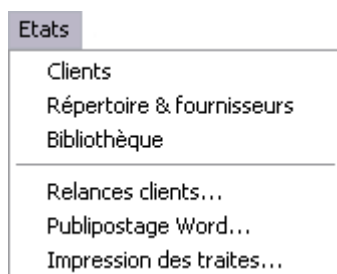 Etats
Clients
Répertoire & fournisseurs
Bibliothèque
Relances clients...
Publipostage Word...
Impression des traites...